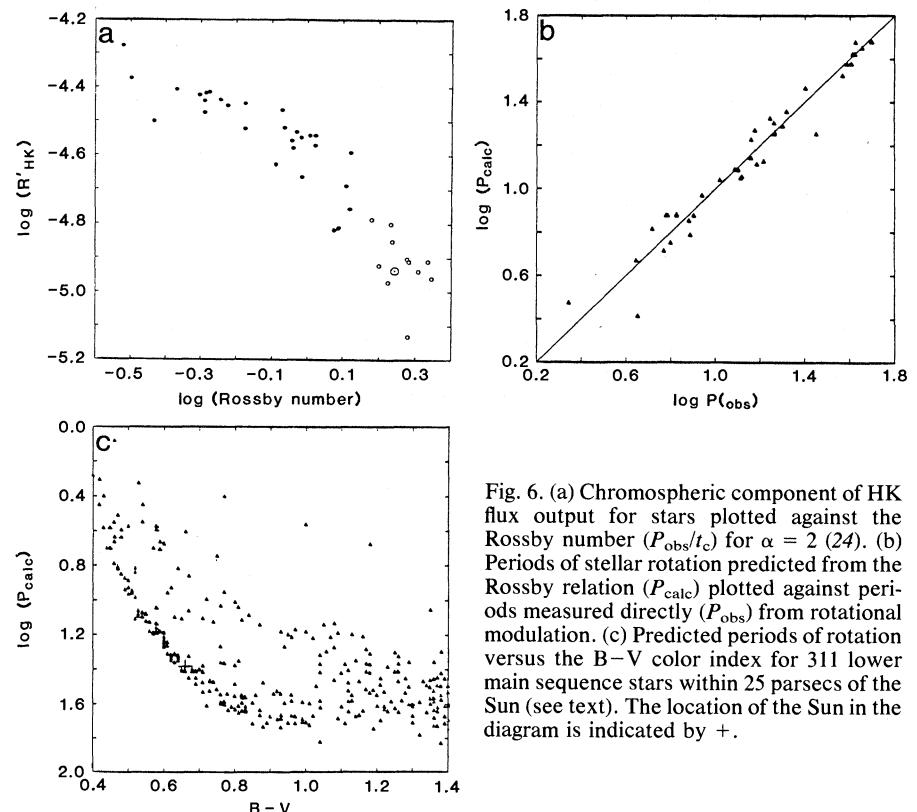 a
−4.2
−4.4
−4.6
−4.8
−5.0
−5.2
log (R'HK)
−0.5 −0.3 −0.1 0.1 0.3
log (Rossby number)
b
1.8
1.4
1.0
0.6
0.2
log (Pcalc)
0.2 0.6 1.0 1.4 1.8
log P(obs)
c
0.0
0.4
0.8
1.2
1.6
2.0
log (Pcalc)
0.4 0.6 0.8 1.0 1.2 1.4
B − V
Fig. 6. (a) Chromospheric component of HK
flux output for stars plotted against the
Rossby number (Pobs/tc) for α = 2 (24). (b)
Periods of stellar rotation predicted from the
Rossby relation (Pcalc) plotted against peri-
ods measured directly (Pobs) from rotational
modulation. (c) Predicted periods of rotation
versus the B−V color index for 311 lower
main sequence stars within 25 parsecs of the
Sun (see text). The location of the Sun in the
diagram is indicated by +.